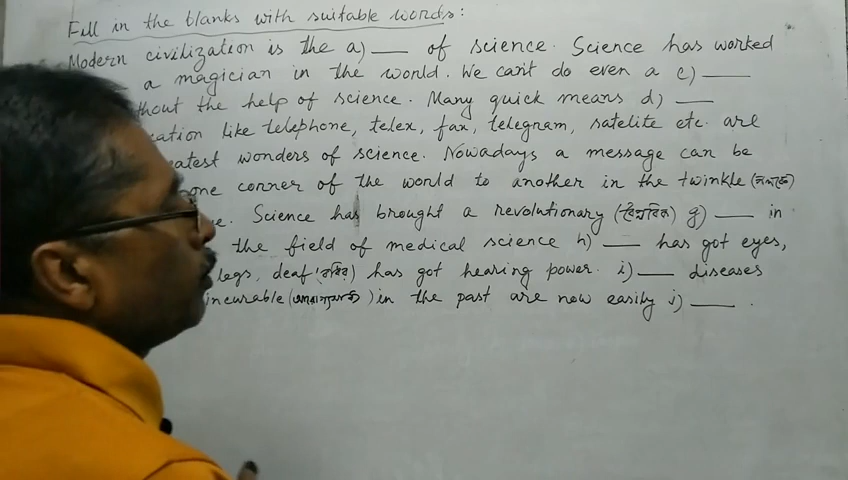 Fill in the blanks with suitable words:
Modern civilization is the a) ___ of science. Science has worked
a magician in the world. We can't do even a c) ___
thout the help of science. Many quick means d) ___
cation like telephone, telex, fax, telegram, satelite etc. are
atest wonders of science. Nowadays a message can be
one corner of the world to another in the twinkle
e. Science has brought a revolutionary (বৈপ্লবিক) g) ___ in
the field of medical science h) ___ has got eyes,
legs, deaf (বধির) has got hearing power. i) ___ diseases
incurable in the past are now easily j) ___.